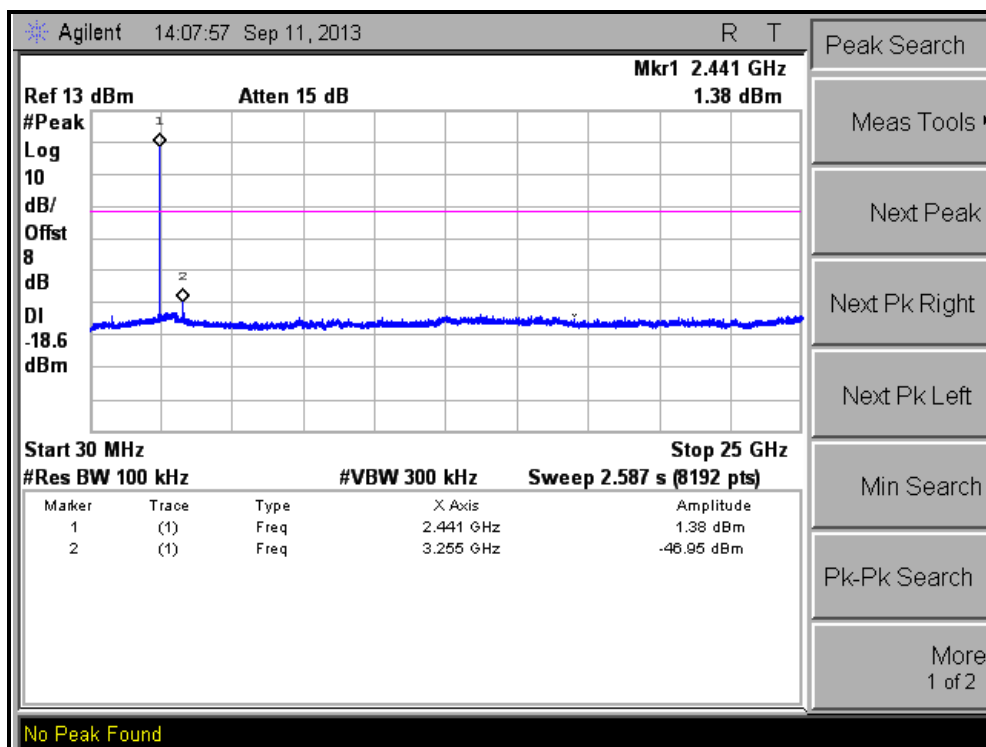 Agilent 14:07:57 Sep 11, 2013 R T
Peak Search
Mkr1 2.441 GHz
Ref 13 dBm Atten 15 dB 1.38 dBm
#Peak
Log
10
dB/
Offst
8
dB
DI
-18.6
dBm
1
2
Start 30 MHz Stop 25 GHz
#Res BW 100 kHz #VBW 300 kHz Sweep 2.587 s (8192 pts)
Marker Trace Type X Axis Amplitude
1 (1) Freq 2.441 GHz 1.38 dBm
2 (1) Freq 3.255 GHz -46.95 dBm
Meas Tools
Next Peak
Next Pk Right
Next Pk Left
Min Search
Pk-Pk Search
More
1 of 2
No Peak Found